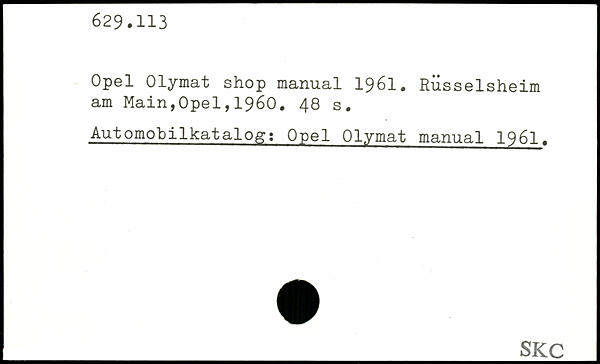 629.113
Opel Olymat shop manual 1961. Rüsselsheim
am Main,Opel,1960. 48 s.
Automobilkatalog: Opel Olymat manual 1961.
SKC